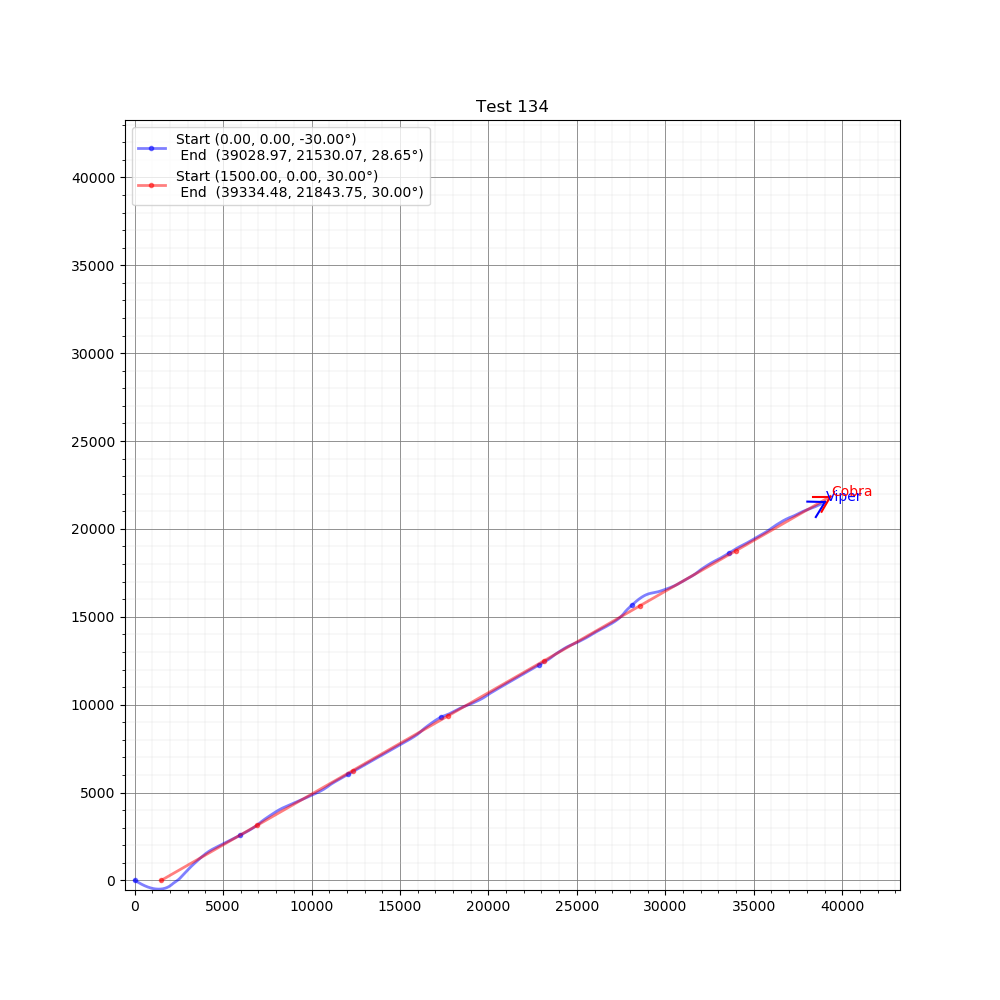 Test 134
Start (0.00, 0.00, -30.00°)
End (39028.97, 21530.07, 28.65°)
Start (1500.00, 0.00, 30.00°)
End (39334.48, 21843.75, 30.00°)
40000
35000
30000
25000
20000
15000
10000
5000
0
Cobra
Viper
0 5000 10000 15000 20000 25000 30000 35000 40000